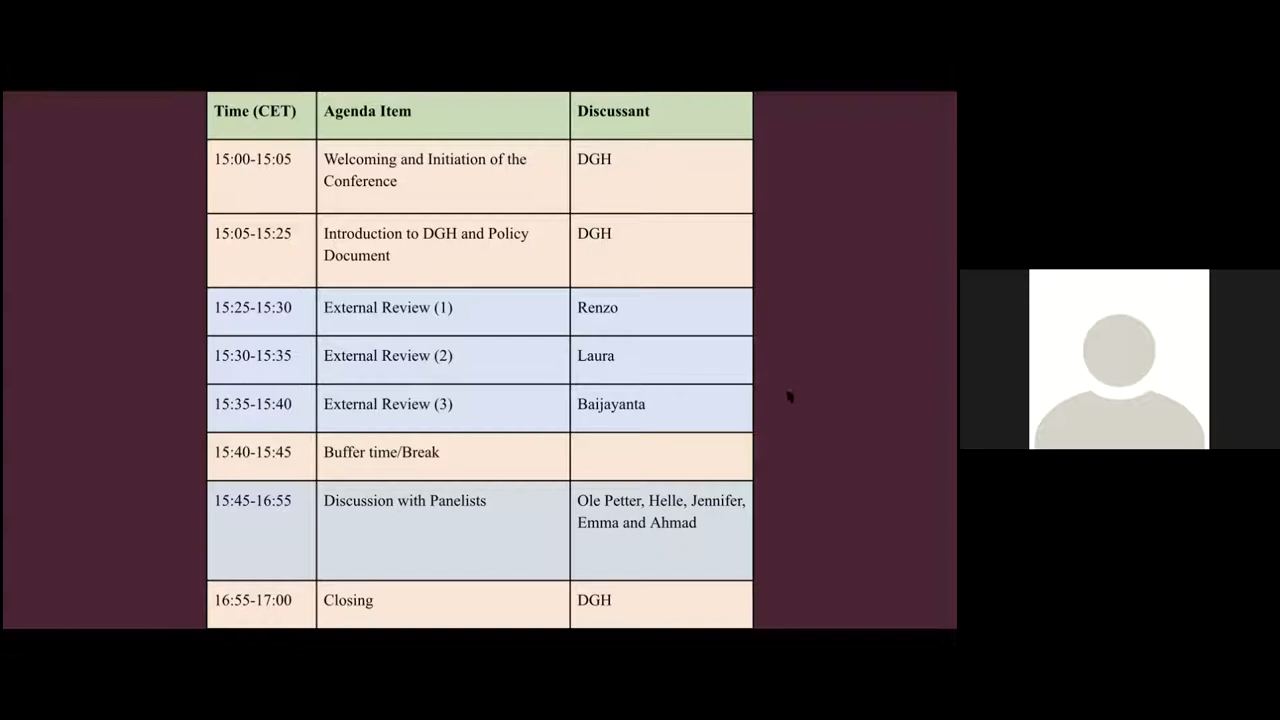 Time (CET) Agenda Item Discussant
15:00-15:05 Welcoming and Initiation of the DGH
Conference
15:05-15:25 Introduction to DGH and Policy DGH
Document
15:25-15:30 External Review (1) Renzo
15:30-15:35 External Review (2) Laura
15:35-15:40 External Review (3) Baijayanta
15:40-15:45 Buffer time/Break
15:45-16:55 Discussion with Panelists Ole Petter, Helle, Jennifer,
Emma and Ahmad
16:55-17:00 Closing DGH